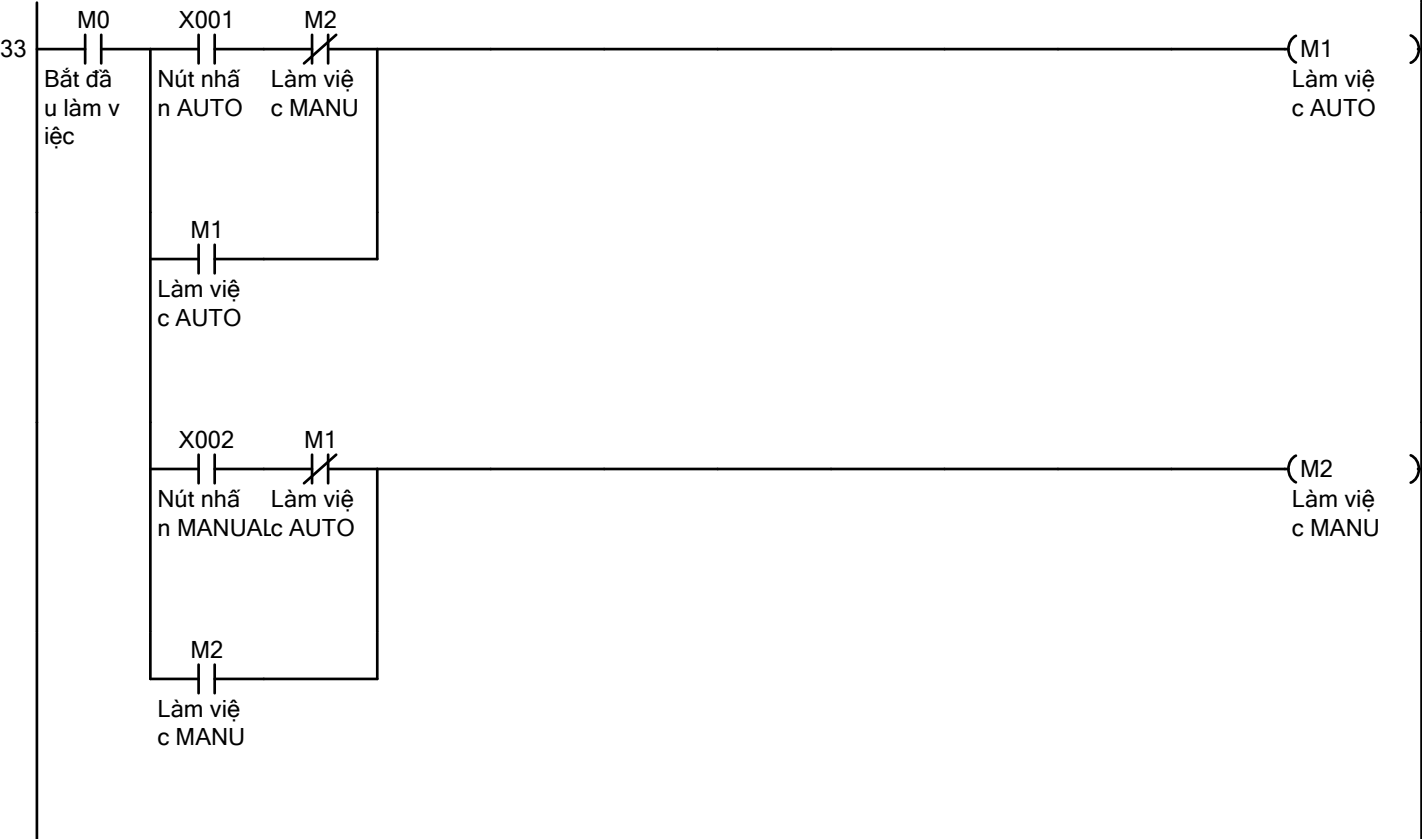 M0 X001 M2
33
(M1 )
Bắt đầ Nút nhấ Làm việ Làm việ
u làm v n AUTO c MANU c AUTO
iệc
M1
Làm việ
c AUTO
X002 M1
(M2 )
Nút nhấ Làm việ Làm việ
n MANUAL c AUTO c MANU
M2
Làm việ
c MANU